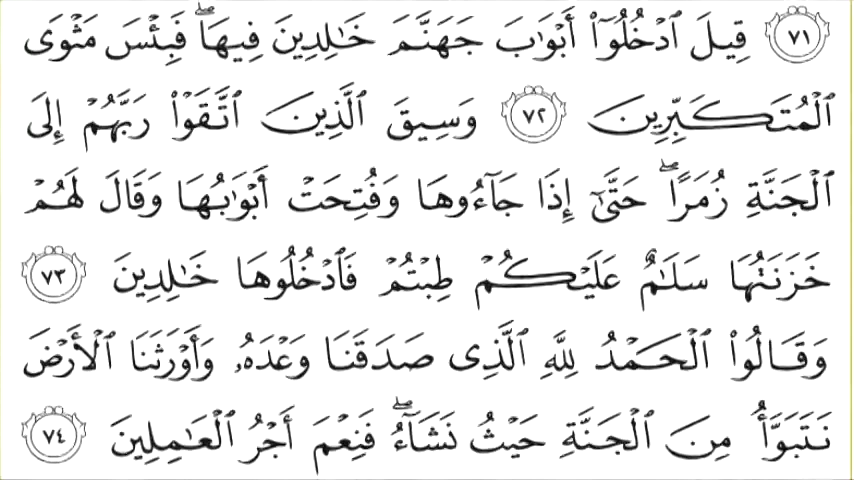 ﴿٧١﴾ قِيلَ ٱدْخُلُوٓا۟ أَبْوَٰبَ جَهَنَّمَ خَـٰلِدِينَ فِيهَا ۖ فَبِئْسَ مَثْوَى
ٱلْمُتَكَبِّرِينَ ﴿٧٢﴾ وَسِيقَ ٱلَّذِينَ ٱتَّقَوْا۟ رَبَّهُمْ إِلَى
ٱلْجَنَّةِ زُمَرًا ۖ حَتَّىٰٓ إِذَا جَآءُوهَا وَفُتِحَتْ أَبْوَٰبُهَا وَقَالَ لَهُمْ
خَزَنَتُهَا سَلَـٰمٌ عَلَيْكُمْ طِبْتُمْ فَٱدْخُلُوهَا خَـٰلِدِينَ ﴿٧٣﴾
وَقَالُوا۟ ٱلْحَمْدُ لِلَّهِ ٱلَّذِى صَدَقَنَا وَعْدَهُۥ وَأَوْرَثَنَا ٱلْأَرْضَ
نَتَبَوَّأُ مِنَ ٱلْجَنَّةِ حَيْثُ نَشَآءُ ۖ فَنِعْمَ أَجْرُ ٱلْعَـٰمِلِينَ ﴿٧٤﴾